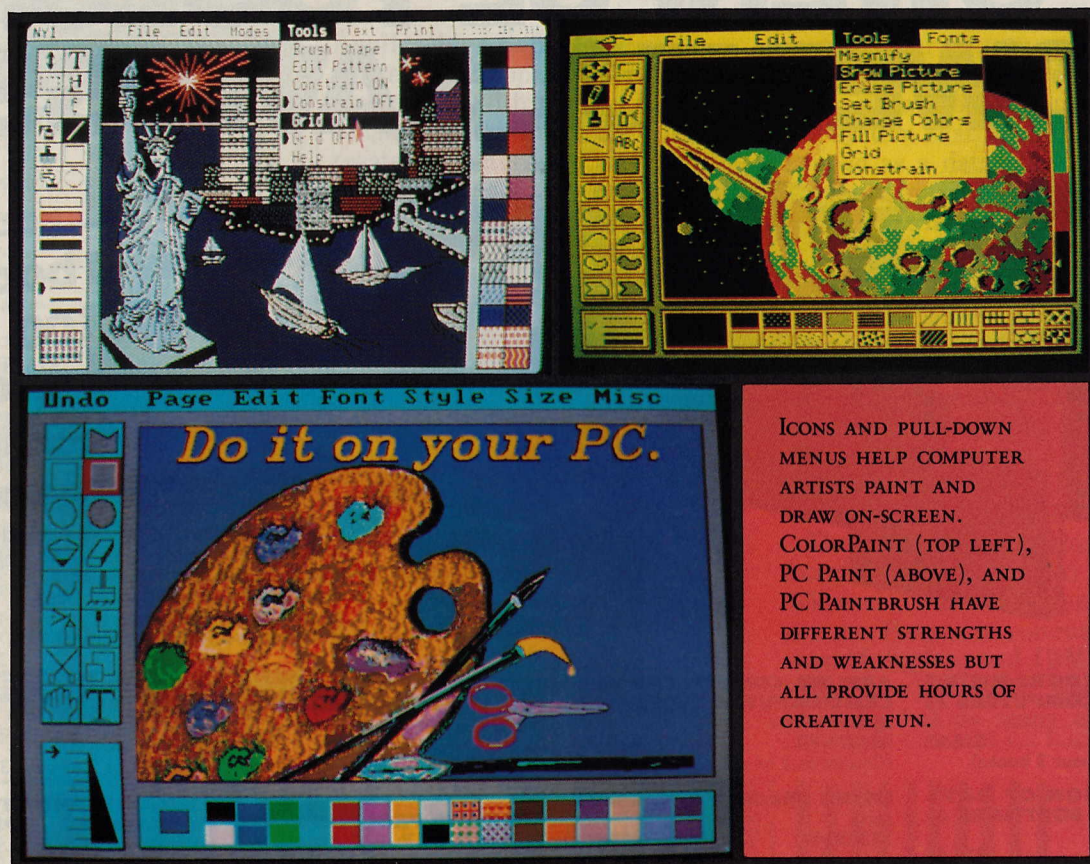 NY1 File Edit Modes Tools Text Print
Brush Shape
Edit Pattern
Constrain ON
Constrain OFF
Grid ON
Grid OFF
Help
T
File Edit Tools Fonts
Magnify
Show Picture
Erase Picture
Set Brush
Change Colors
Fill Picture
Grid
Constrain
ABC
Undo Page Edit Font Style Size Misc
Do it on your PC.
T
ICONS AND PULL-DOWN
MENUS HELP COMPUTER
ARTISTS PAINT AND
DRAW ON-SCREEN.
COLORPAINT (TOP LEFT),
PC PAINT (ABOVE), AND
PC PAINTBRUSH HAVE
DIFFERENT STRENGTHS
AND WEAKNESSES BUT
ALL PROVIDE HOURS OF
CREATIVE FUN.